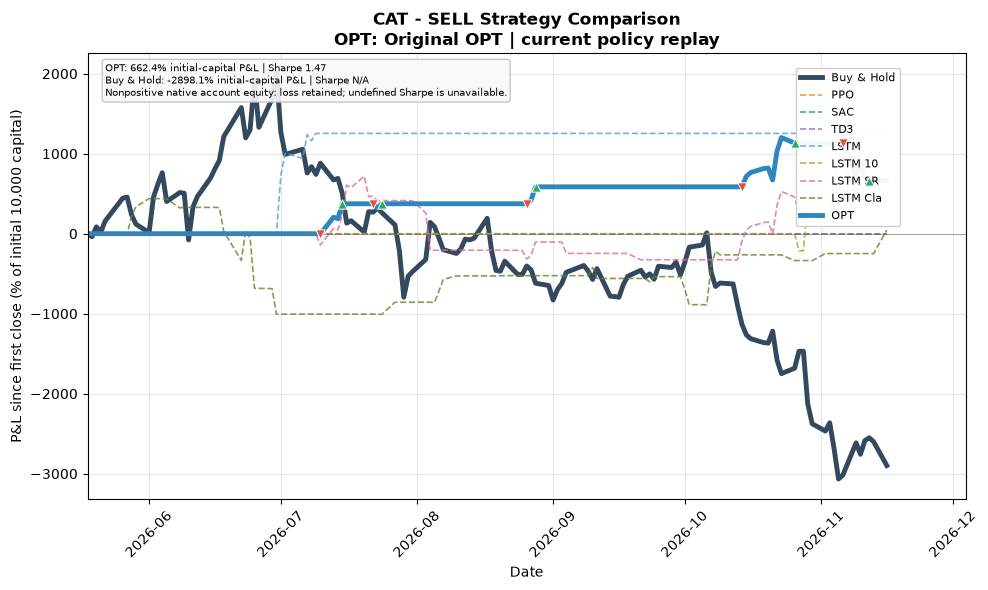 CAT - SELL Strategy Comparison
OPT: Original OPT | current policy replay
OPT: 662.4% initial-capital P&L | Sharpe 1.47
Buy & Hold: -2898.1% initial-capital P&L | Sharpe N/A
Nonpositive native account equity: loss retained; undefined Sharpe is unavailable.
Buy & Hold
PPO
SAC
TD3
LSTM
LSTM 10
LSTM
LSTM Cla
OPT
P&L since first close (% of initial 10,000 capital)
2000
1000
0
−1000
−2000
−3000
2026-06
2026-07
2026-08
2026-09
2026-10
2026-11
2026-12
Date